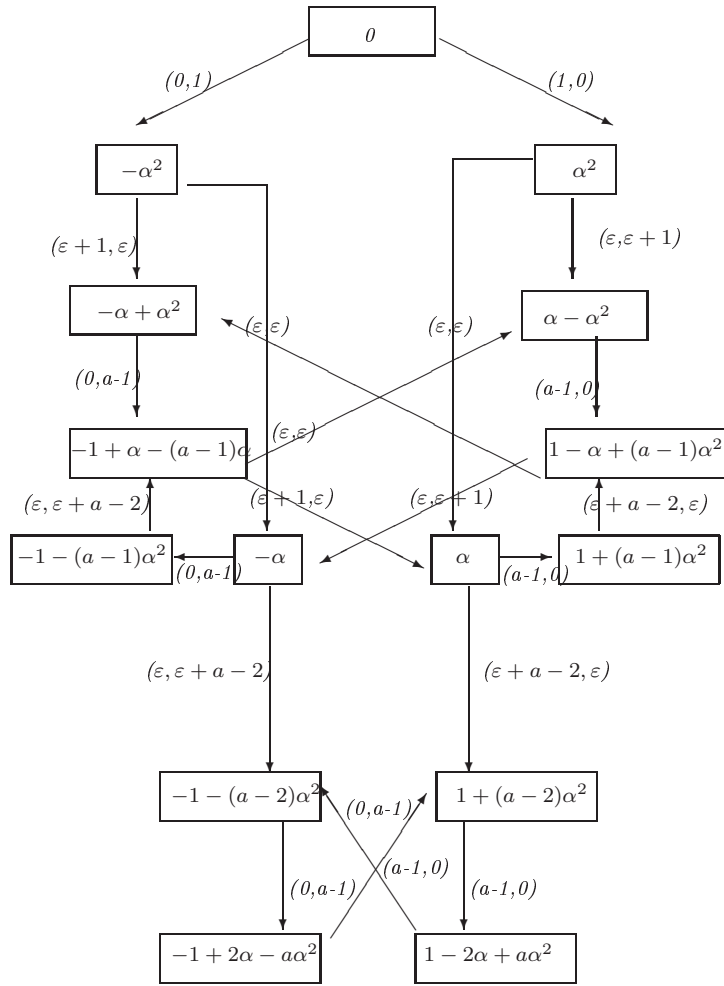 0
(0,1) (1,0)
−α² α²
(ε + 1, ε) (ε,ε + 1)
−α + α² (ε,ε) (ε,ε) α − α²
(0,a-1) (a-1,0)
−1 + α − (a − 1)α (ε,ε) 1 − α + (a − 1)α²
(ε, ε + a − 2) (ε + 1,ε) (ε,ε + 1) (ε + a − 2, ε)
−1 − (a − 1)α² (0,a-1) −α α (a-1,0) 1 + (a − 1)α²
(ε, ε + a − 2) (ε + a − 2, ε)
−1 − (a − 2)α² (0,a-1) 1 + (a − 2)α²
(0,a-1) (a-1,0) (a-1,0)
−1 + 2α − aα² 1 − 2α + aα²